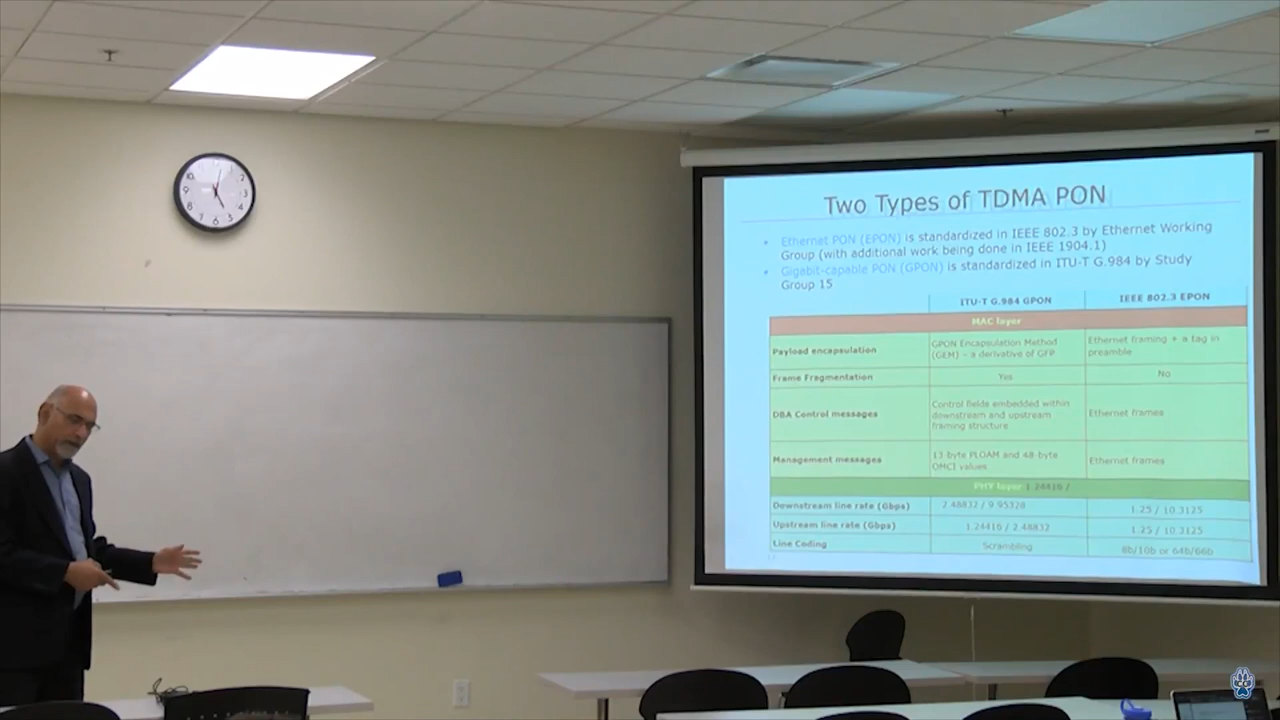 Two Types of TDMA PON
• Ethernet PON (EPON) is standardized in IEEE 802.3 by Ethernet Working
Group (with additional work being done in IEEE 1904.1)
• Gigabit-capable PON (GPON) is standardized in ITU-T G.984 by Study
Group 15
ITU-T G.984 GPON IEEE 802.3 EPON
MAC layer
Payload encapsulation GPON Encapsulation Method Ethernet framing + a tag in
(GEM) – a derivative of GFP preamble
Frame Fragmentation Yes No
Control fields embedded within
DBA Control messages downstream and upstream Ethernet frames
framing structure
Management messages 13-byte PLOAM and 48-byte Ethernet frames
OMCI values
PHY layer 1.24416 /
Downstream line rate (Gbps) 2.48832 / 9.95328 1.25 / 10.3125
Upstream line rate (Gbps) 1.24416 / 2.48832 1.25 / 10.3125
Line Coding Scrambling 8b/10b or 64b/66b